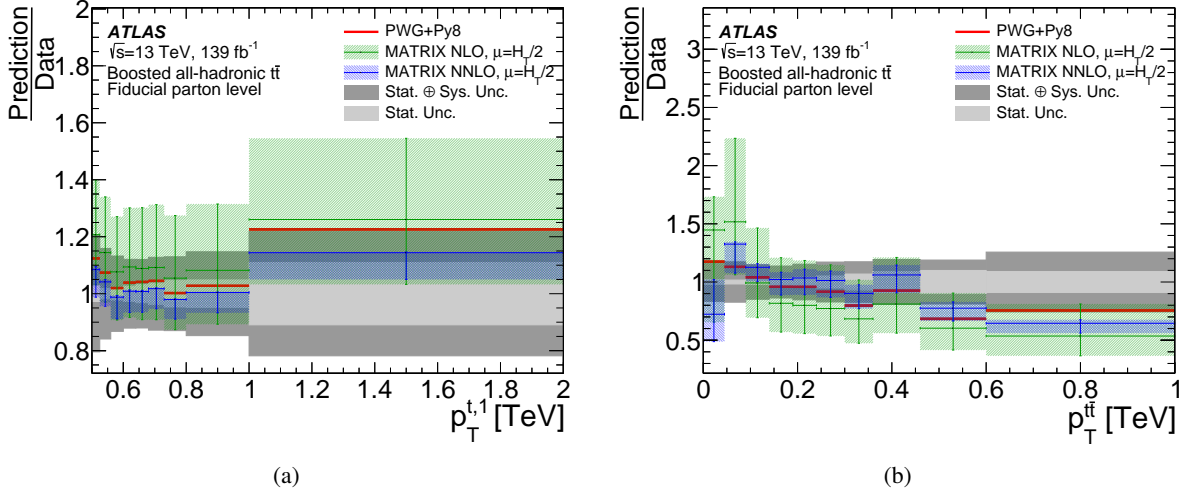 Prediction
Data
2
1.8
1.6
1.4
1.2
1
0.8
ATLAS
√s=13 TeV, 139 fb⁻¹
Boosted all-hadronic tt̄
Fiducial parton level
PWG+Py8
MATRIX NLO, μ=H_T/2
MATRIX NNLO, μ=H_T/2
Stat. ⊕ Sys. Unc.
Stat. Unc.
0.6 0.8 1 1.2 1.4 1.6 1.8 2
p_T^{t,1} [TeV]
(a)
Prediction
Data
3
2.5
2
1.5
1
0.5
ATLAS
√s=13 TeV, 139 fb⁻¹
Boosted all-hadronic tt̄
Fiducial parton level
PWG+Py8
MATRIX NLO, μ=H_T/2
MATRIX NNLO, μ=H_T/2
Stat. ⊕ Sys. Unc.
Stat. Unc.
0 0.2 0.4 0.6 0.8 1
p_T^{tt̄} [TeV]
(b)